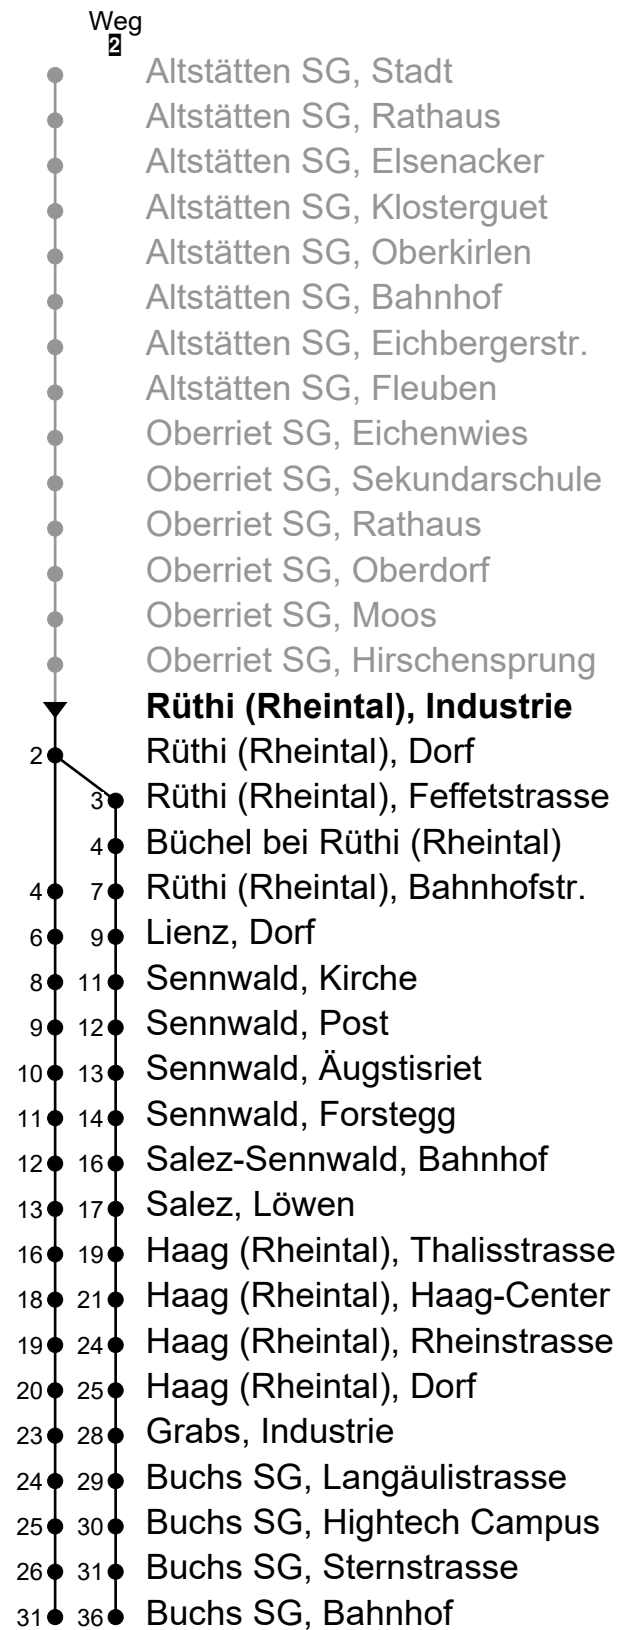 Weg
2
Altstätten SG, Stadt
Altstätten SG, Rathaus
Altstätten SG, Elsenacker
Altstätten SG, Klosterguet
Altstätten SG, Oberkirlen
Altstätten SG, Bahnhof
Altstätten SG, Eichbergerstr.
Altstätten SG, Fleuben
Oberriet SG, Eichenwies
Oberriet SG, Sekundarschule
Oberriet SG, Rathaus
Oberriet SG, Oberdorf
Oberriet SG, Moos
Oberriet SG, Hirschensprung
Rüthi (Rheintal), Industrie
2 Rüthi (Rheintal), Dorf
3 Rüthi (Rheintal), Feffetstrasse
4 Büchel bei Rüthi (Rheintal)
4 7 Rüthi (Rheintal), Bahnhofstr.
6 9 Lienz, Dorf
8 11 Sennwald, Kirche
9 12 Sennwald, Post
10 13 Sennwald, Äugstisriet
11 14 Sennwald, Forstegg
12 16 Salez-Sennwald, Bahnhof
13 17 Salez, Löwen
16 19 Haag (Rheintal), Thalisstrasse
18 21 Haag (Rheintal), Haag-Center
19 24 Haag (Rheintal), Rheinstrasse
20 25 Haag (Rheintal), Dorf
23 28 Grabs, Industrie
24 29 Buchs SG, Langäulistrasse
25 30 Buchs SG, Hightech Campus
26 31 Buchs SG, Sternstrasse
31 36 Buchs SG, Bahnhof